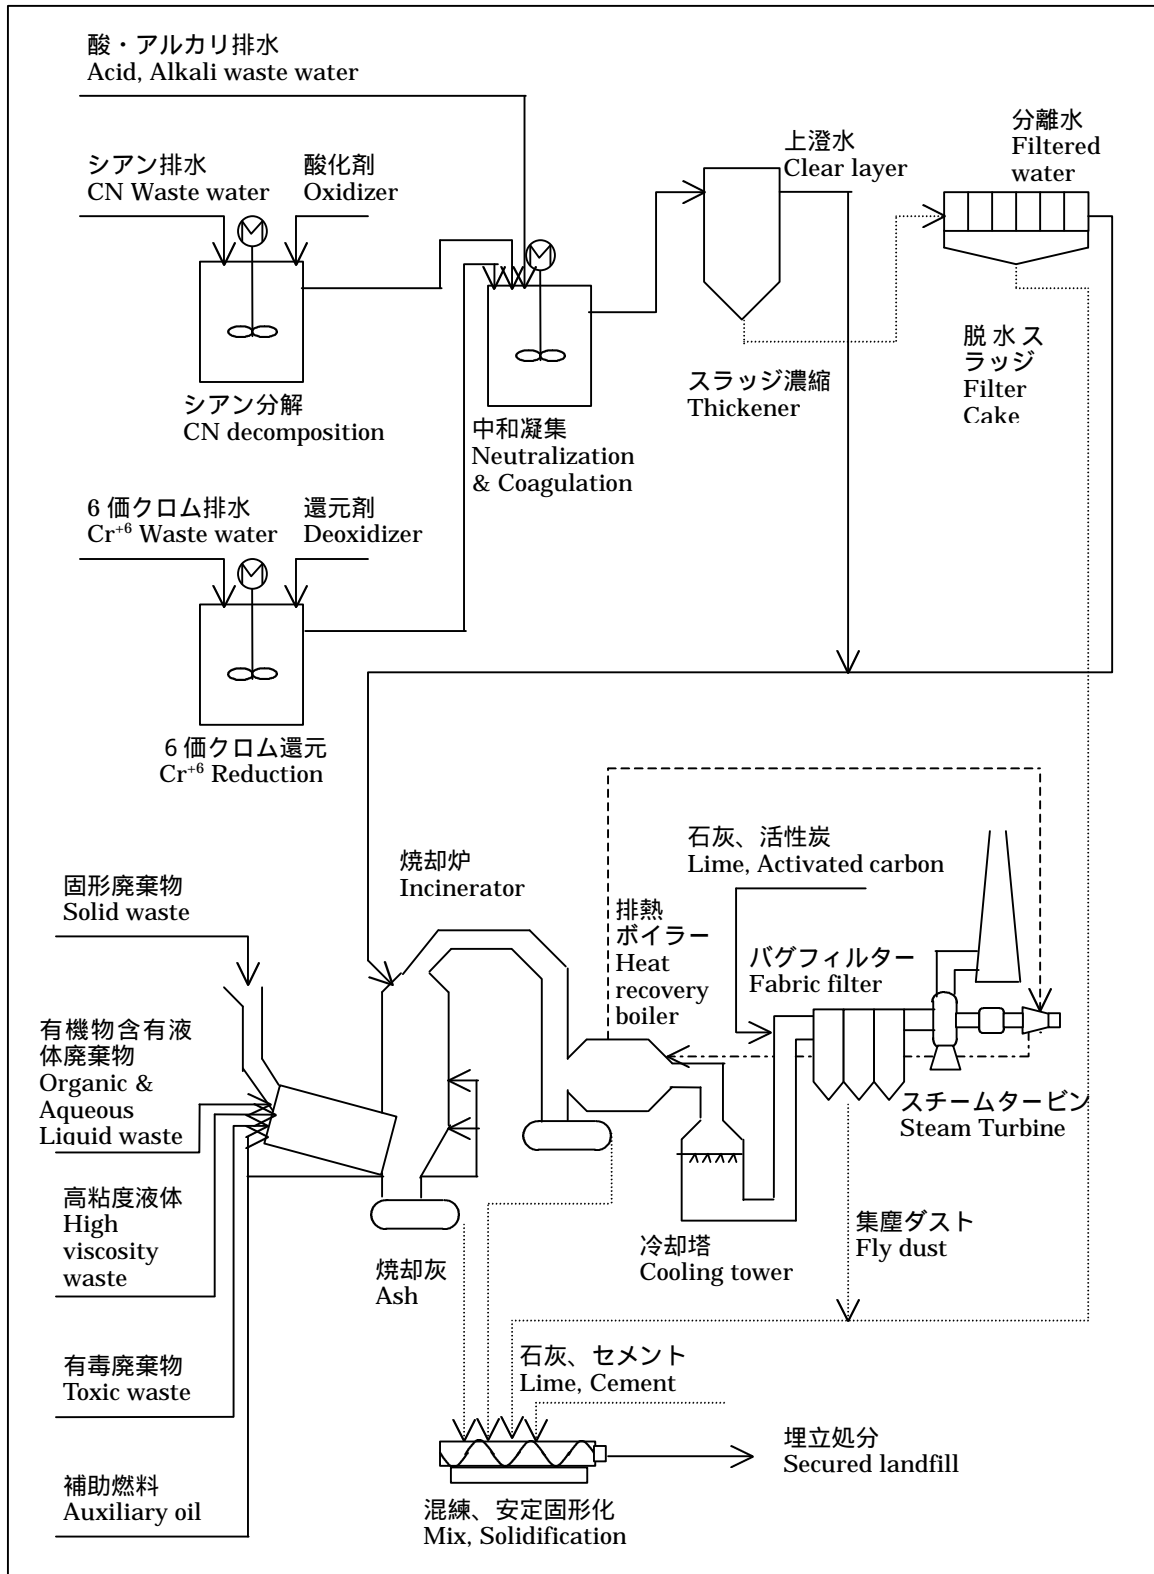 酸・アルカリ排水
Acid, Alkali waste water
シアン排水
CN Waste water
酸化剤
Oxidizer
上澄水
Clear layer
分離水
Filtered
water
M
M
シアン分解
CN decomposition
中和凝集
Neutralization
& Coagulation
スラッジ濃縮
Thickener
脱水ス
ラッジ
Filter
Cake
6 価クロム排水
Cr+6 Waste water
還元剤
Deoxidizer
M
6 価クロム還元
Cr+6 Reduction
固形廃棄物
Solid waste
焼却炉
Incinerator
石灰、活性炭
Lime, Activated carbon
排熱
ボイラー
Heat
recovery
boiler
バグフィルター
Fabric filter
有機物含有液
体廃棄物
Organic &
Aqueous
Liquid waste
スチームタービン
Steam Turbine
高粘度液体
High
viscosity
waste
焼却灰
Ash
冷却塔
Cooling tower
集塵ダスト
Fly dust
有毒廃棄物
Toxic waste
石灰、セメント
Lime, Cement
補助燃料
Auxiliary oil
混練、安定固形化
Mix, Solidification
埋立処分
Secured landfill